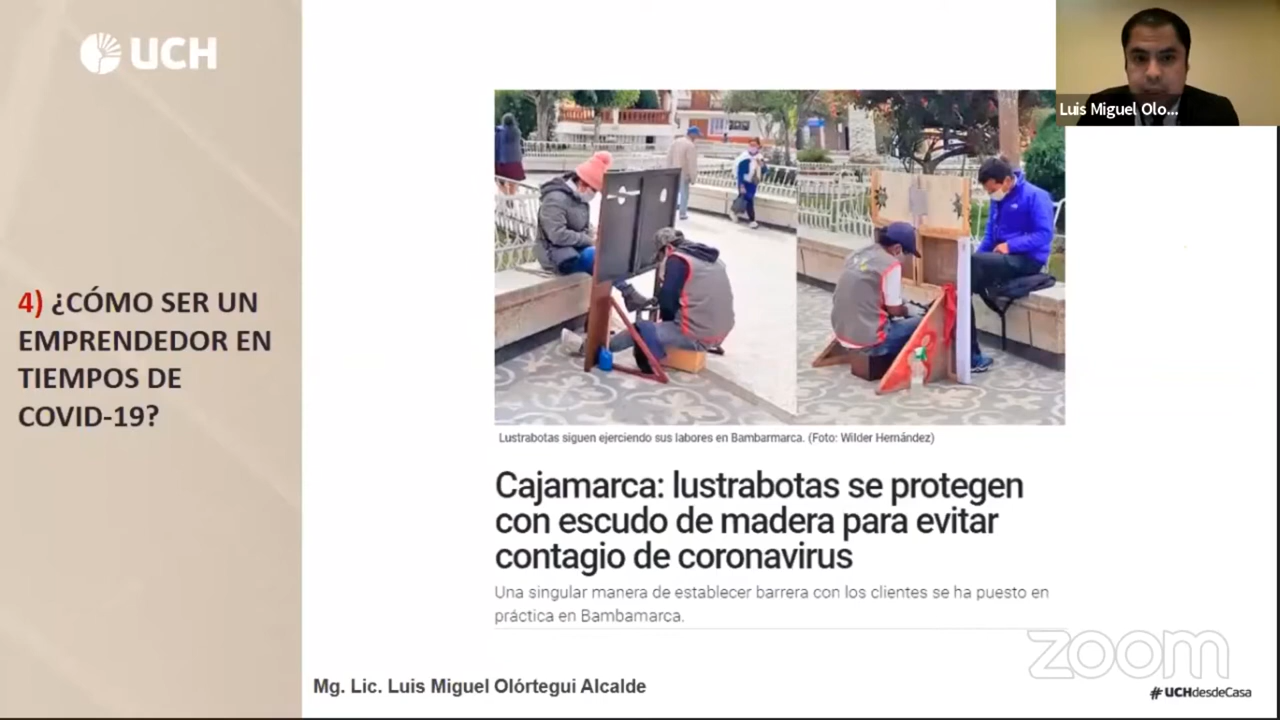 UCH
Luis Miguel Olo...
4) ¿CÓMO SER UN
EMPRENDEDOR EN
TIEMPOS DE
COVID-19?
Lustrabotas siguen ejerciendo sus labores en Bambarmarca. (Foto: Wilder Hernández)
Cajamarca: lustrabotas se protegen
con escudo de madera para evitar
contagio de coronavirus
Una singular manera de establecer barrera con los clientes se ha puesto en
práctica en Bambamarca.
zoom
Mg. Lic. Luis Miguel Olórtegui Alcalde
#UCHdesdeCasa